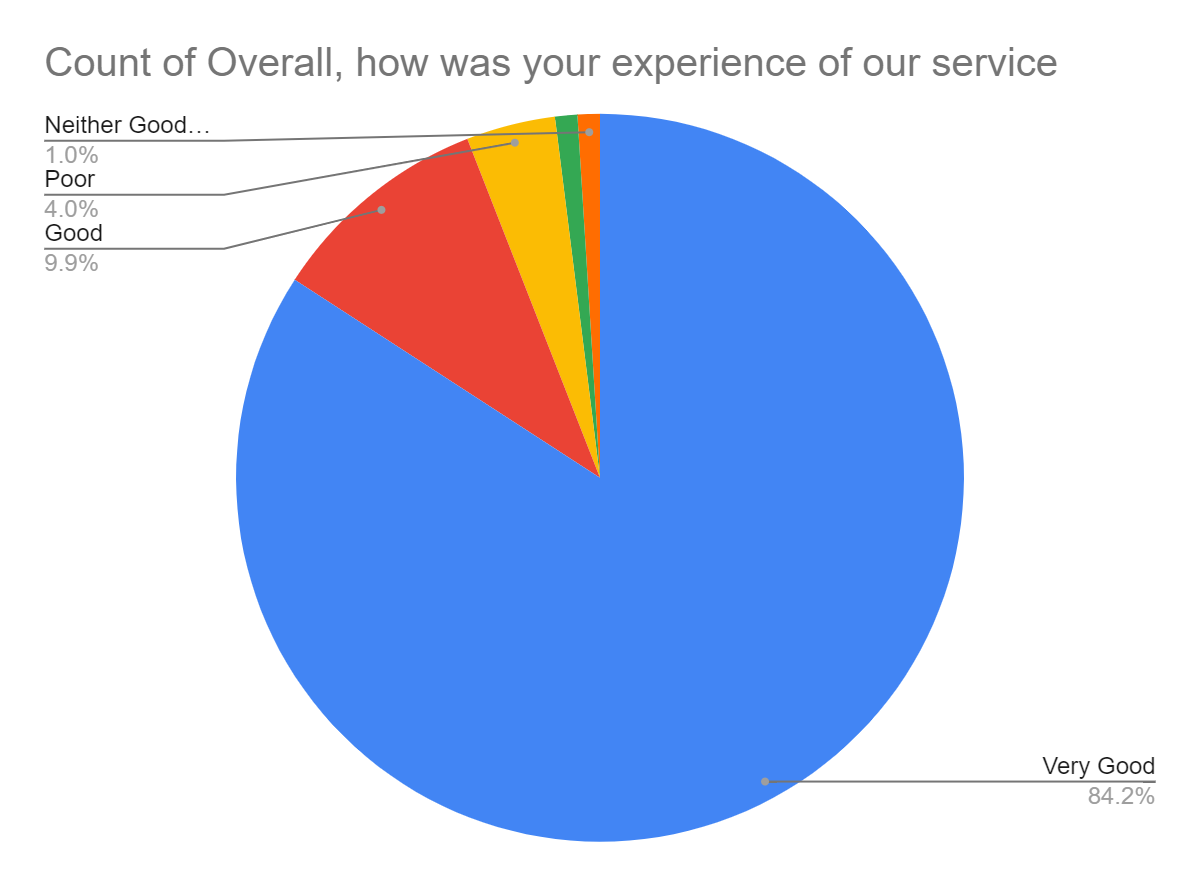 Count of Overall, how was your experience of our service
Neither Good…
1.0%
Poor
4.0%
Good
9.9%
Very Good
84.2%